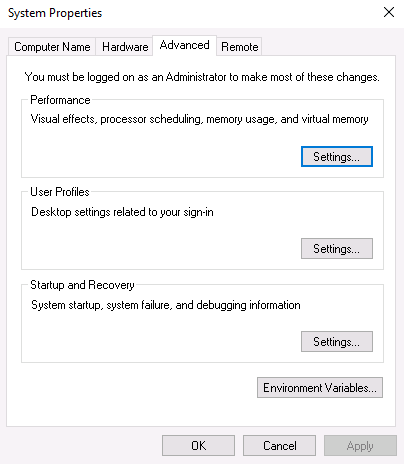 System Properties
Computer Name Hardware Advanced Remote
You must be logged on as an Administrator to make most of these changes.
Performance
Visual effects, processor scheduling, memory usage, and virtual memory
Settings...
User Profiles
Desktop settings related to your sign-in
Settings...
Startup and Recovery
System startup, system failure, and debugging information
Settings...
Environment Variables...
OK Cancel Apply